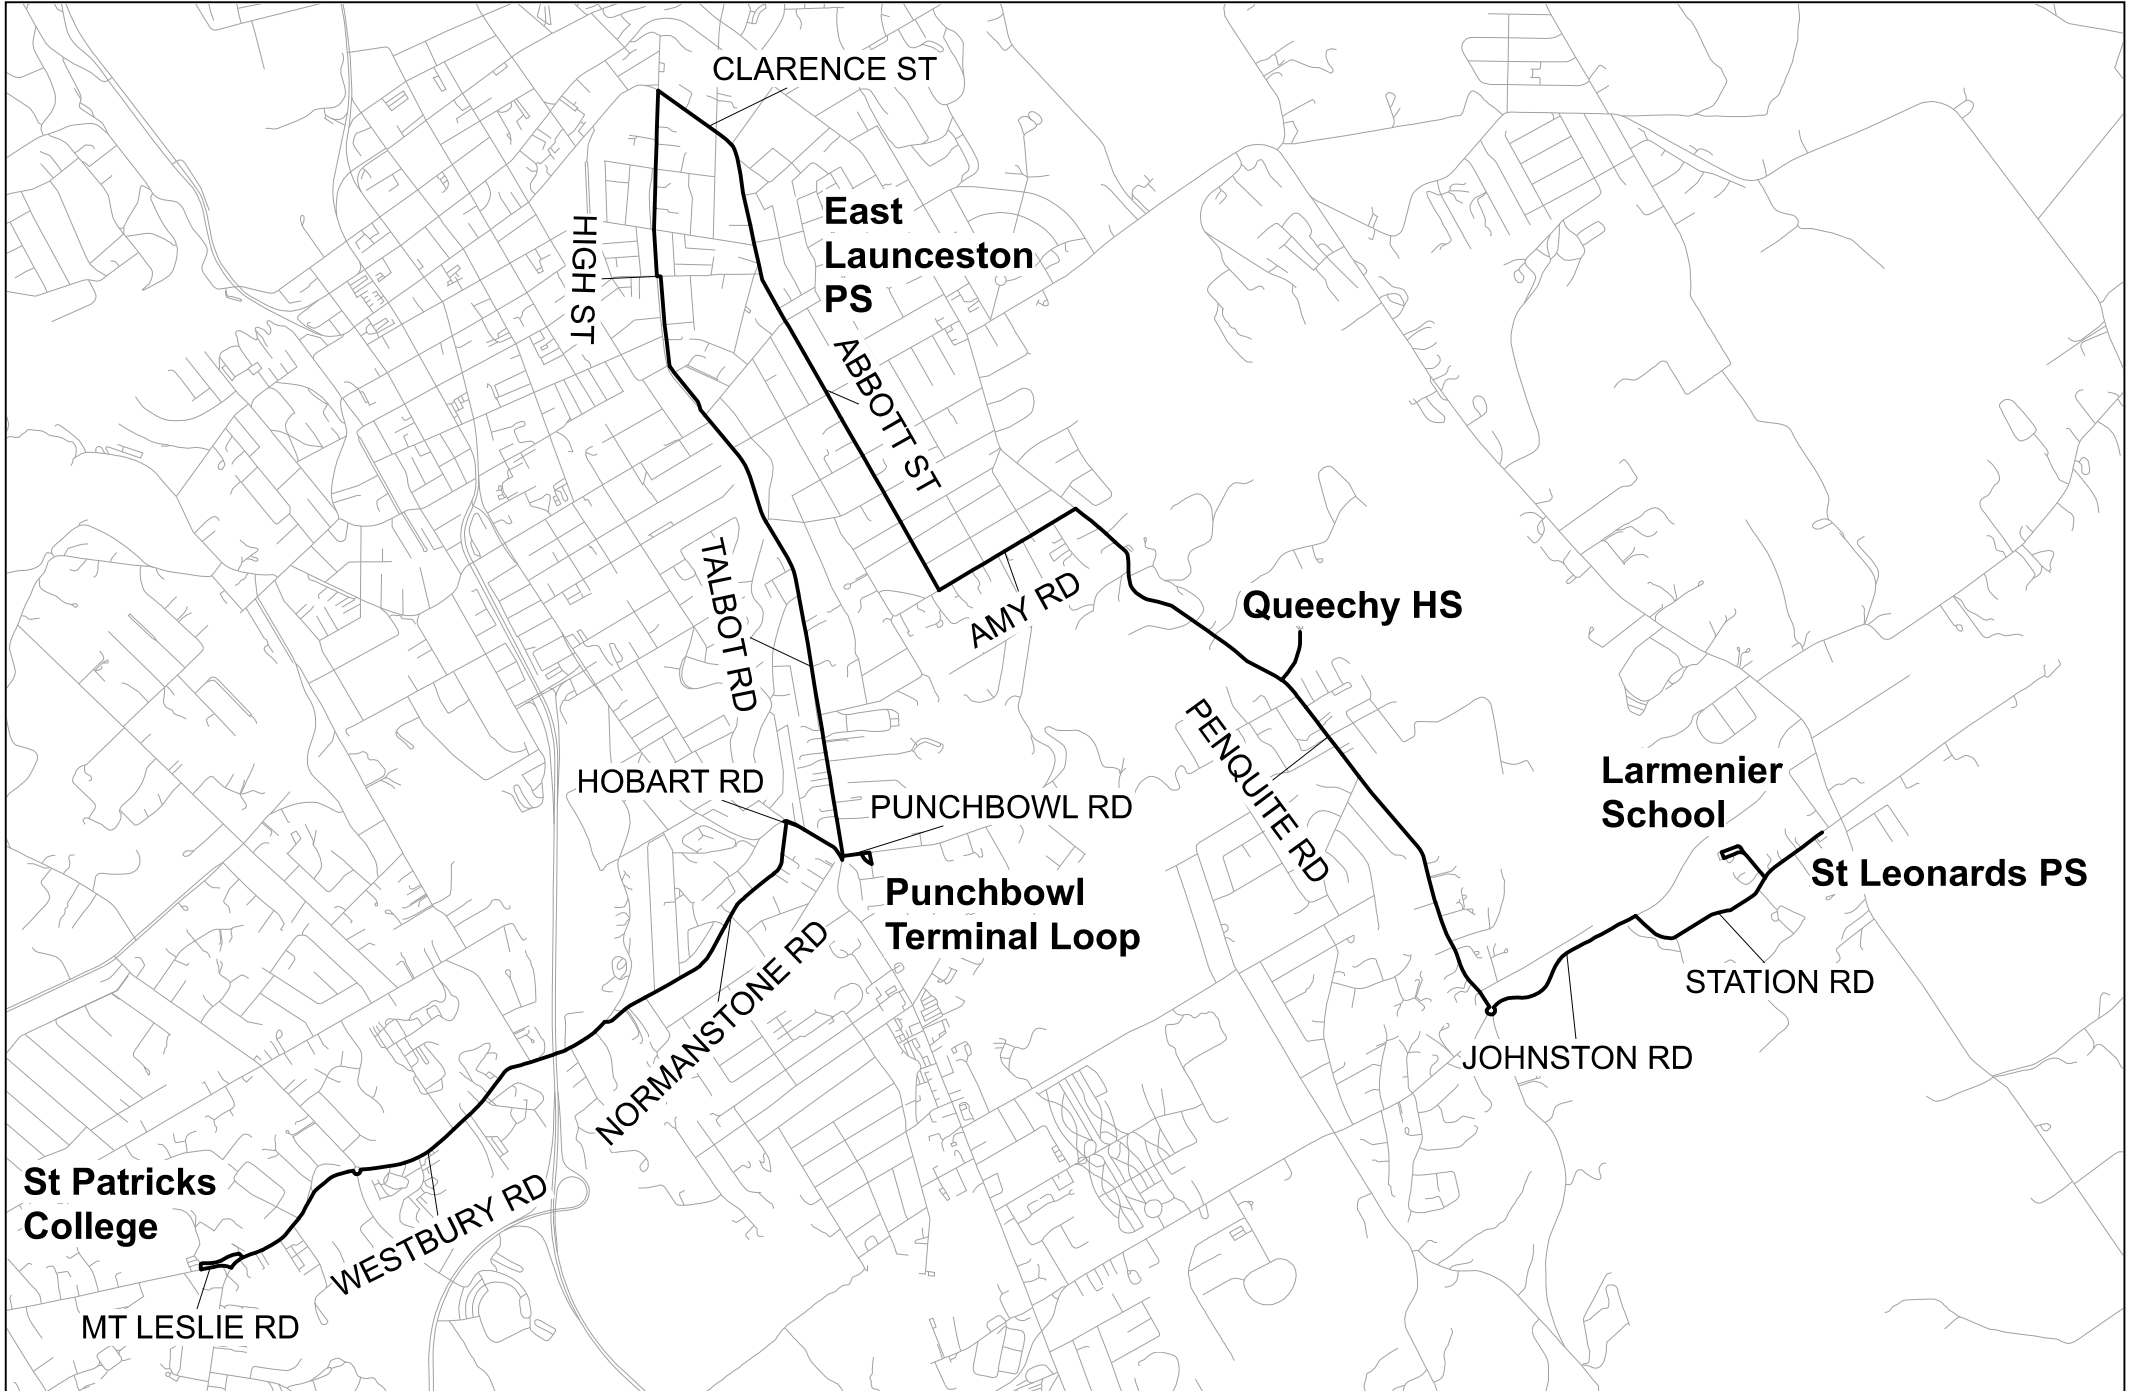 CLARENCE ST
HIGH ST
East
Launceston
PS
ABBOTT ST
TALBOT RD
AMY RD
Queechy HS
PENQUITE RD
HOBART RD
PUNCHBOWL RD
Larmenier
School
St Leonards PS
Punchbowl
Terminal Loop
NORMANSTONE RD
STATION RD
JOHNSTON RD
St Patricks
College
WESTBURY RD
MT LESLIE RD